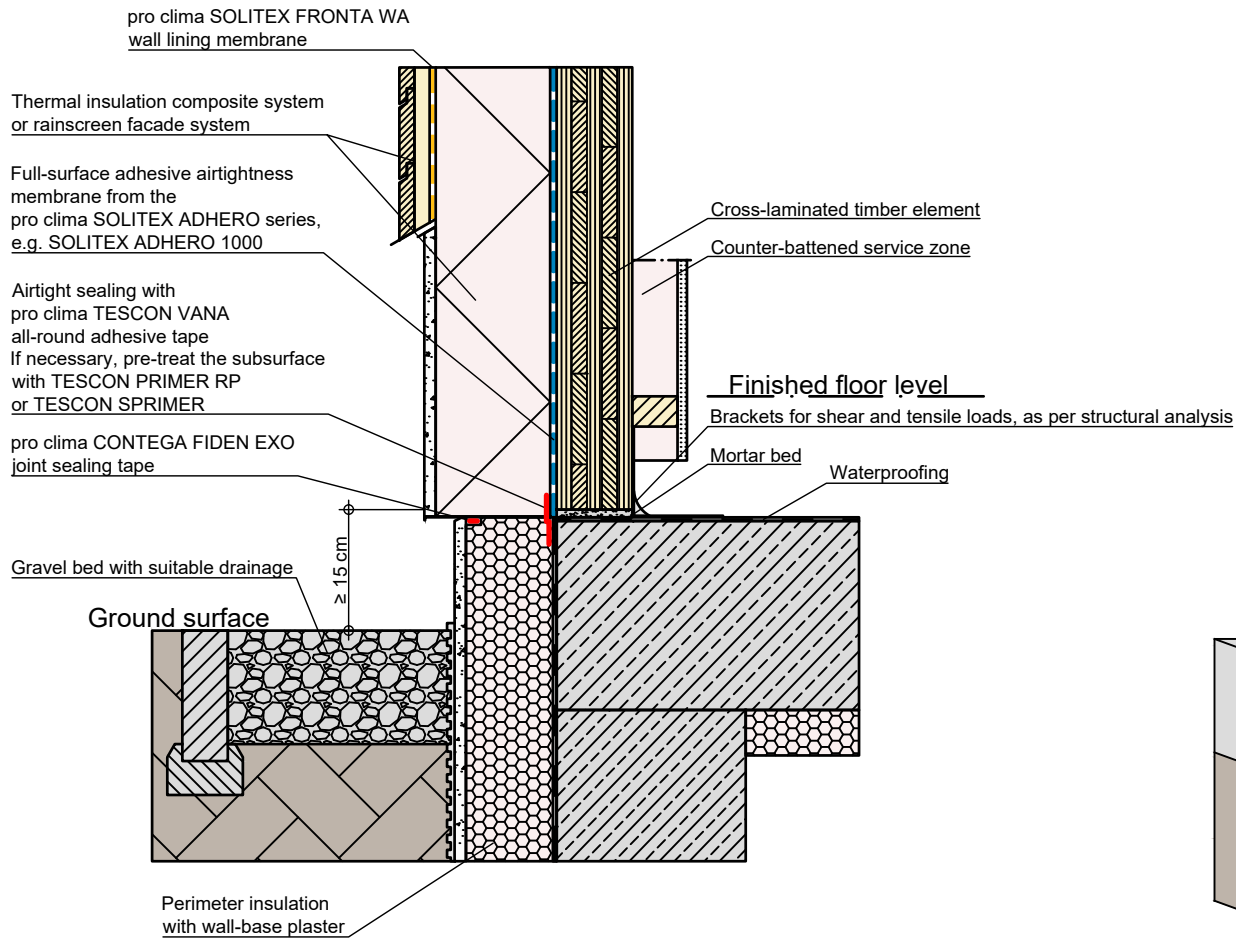 pro clima SOLITEX FRONTA WA
wall lining membrane
Thermal insulation composite system
or rainscreen facade system
Full-surface adhesive airtightness
membrane from the
pro clima SOLITEX ADHERO series,
e.g. SOLITEX ADHERO 1000
Airtight sealing with
pro clima TESCON VANA
all-round adhesive tape
If necessary, pre-treat the subsurface
with TESCON PRIMER RP
or TESCON SPRIMER
pro clima CONTEGA FIDEN EXO
joint sealing tape
≥ 15 cm
Gravel bed with suitable drainage
Ground surface
Perimeter insulation
with wall-base plaster
Cross-laminated timber element
Counter-battened service zone
Finished floor level
Brackets for shear and tensile loads, as per structural analysis
Mortar bed
Waterproofing